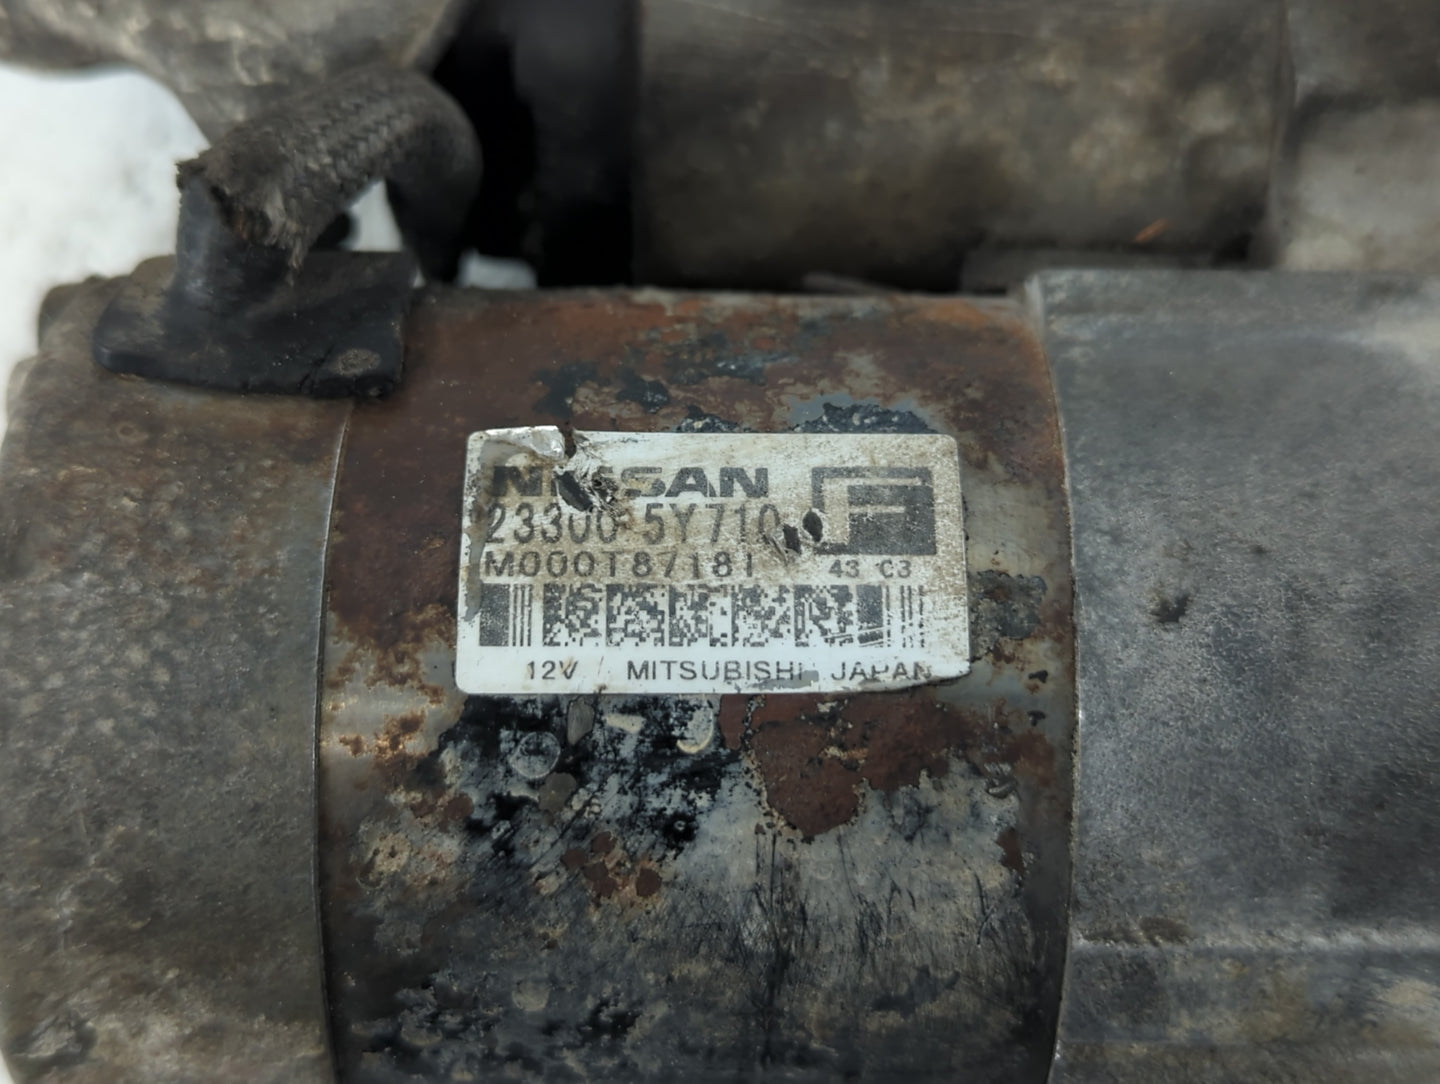 NISSAN
23300-5Y710
F
M000T87181
43 C3
12V MITSUBISHI JAPAN